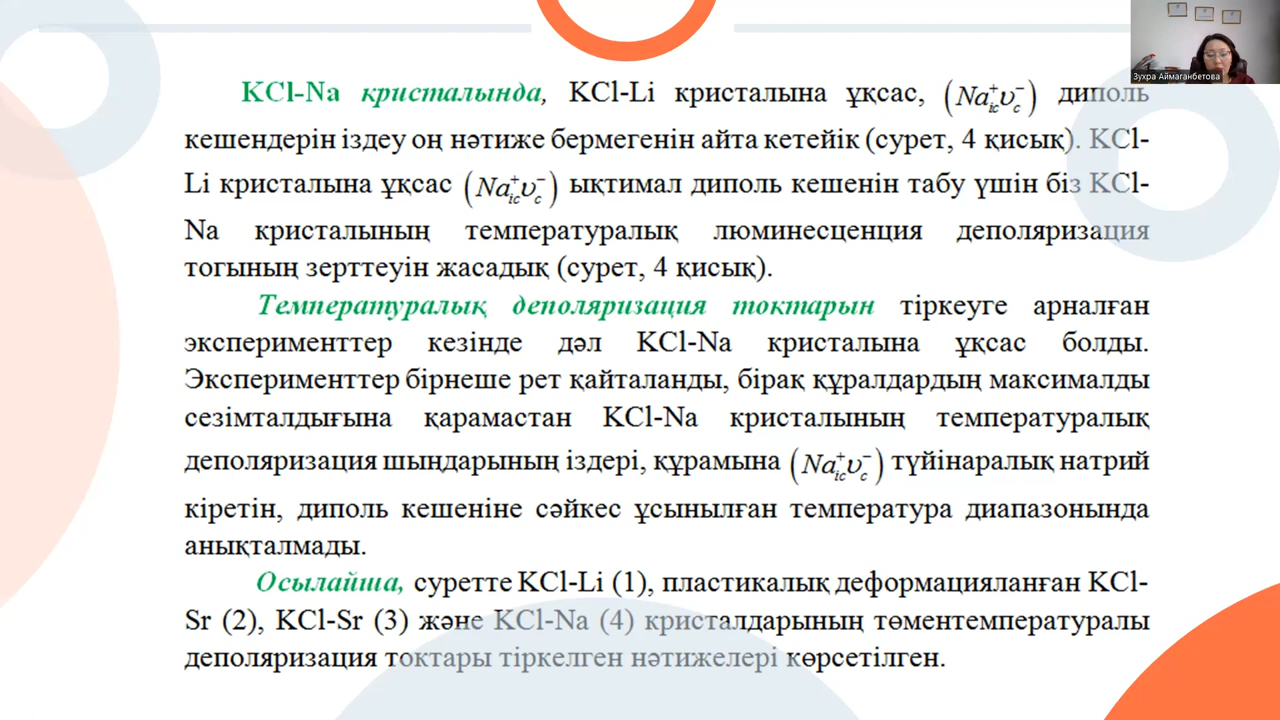 Зухра Аймаганбетова
KCl-Na кристалында, KCl-Li кристалына ұқсас, (Na⁺ᵢcυ⁻c) диполь
кешендерін іздеу оң нәтиже бермегенін айта кетейік (сурет, 4 қисық). KCl-
Li кристалына ұқсас (Na⁺ᵢcυ⁻c) ықтимал диполь кешенін табу үшін біз KCl-
Na кристалының температуралық люминесценция деполяризация
тогының зерттеуін жасадық (сурет, 4 қисық).
Температуралық деполяризация токтарын тіркеуге арналған
эксперименттер кезінде дәл KCl-Na кристалына ұқсас болды.
Эксперименттер бірнеше рет қайталанды, бірақ құралдардың максималды
сезімталдығына қарамастан KCl-Na кристалының температуралық
деполяризация шыңдарының іздері, құрамына (Na⁺ᵢcυ⁻c) түйінаралық натрий
кіретін, диполь кешеніне сәйкес ұсынылған температура диапазонында
анықталмады.
Осылайша, суретте KCl-Li (1), пластикалық деформацияланған KCl-
Sr (2), KCl-Sr (3) және KCl-Na (4) кристалдарының төментемпературалы
деполяризация токтары тіркелген нәтижелері көрсетілген.